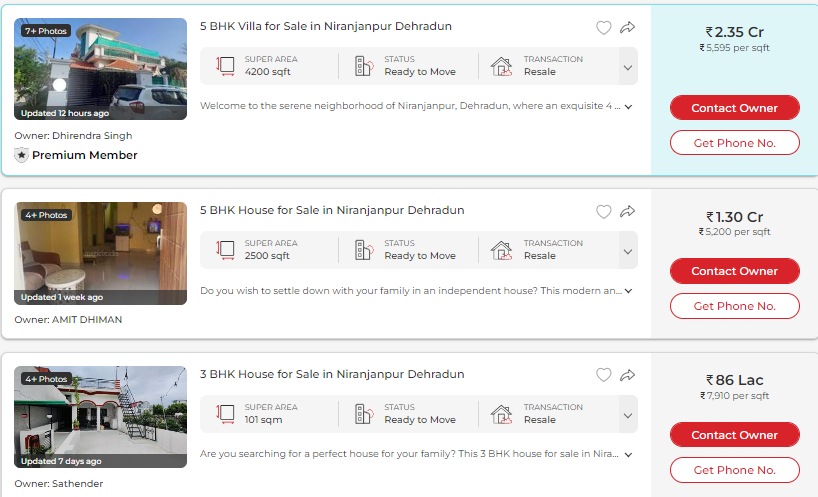 7+ Photos
Updated 12 hours ago
Owner: Dhirendra Singh
Premium Member
5 BHK Villa for Sale in Niranjanpur Dehradun
SUPER AREA
4200 sqft
STATUS
Ready to Move
TRANSACTION
Resale
Welcome to the serene neighborhood of Niranjanpur, Dehradun, where an exquisite 4 ...
₹2.35 Cr
₹5,595 per sqft
Contact Owner
Get Phone No.
4+ Photos
Updated 1 week ago
Owner: AMIT DHIMAN
5 BHK House for Sale in Niranjanpur Dehradun
SUPER AREA
2500 sqft
STATUS
Ready to Move
TRANSACTION
Resale
Do you wish to settle down with your family in an independent house? This modern an...
₹1.30 Cr
₹5,200 per sqft
Contact Owner
Get Phone No.
4+ Photos
Updated 7 days ago
Owner: Sathender
3 BHK House for Sale in Niranjanpur Dehradun
SUPER AREA
101 sqm
STATUS
Ready to Move
TRANSACTION
Resale
Are you searching for a perfect house for your family? This 3 BHK house for sale in Nira...
₹86 Lac
₹7,910 per sqft
Contact Owner
Get Phone No.